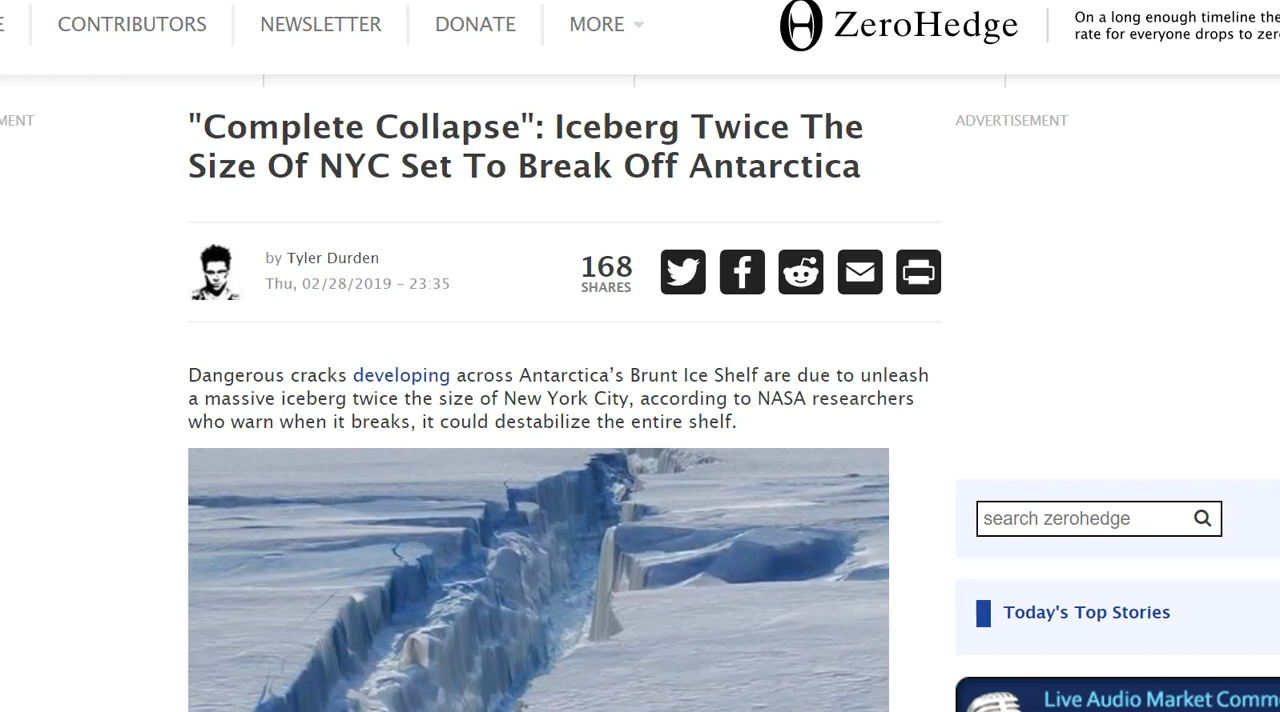 E
CONTRIBUTORS
NEWSLETTER
DONATE
MORE
ZeroHedge
On a long enough timeline the
rate for everyone drops to zer
MENT
"Complete Collapse": Iceberg Twice The
Size Of NYC Set To Break Off Antarctica
ADVERTISEMENT
by Tyler Durden
Thu, 02/28/2019 - 23:35
168
SHARES
Dangerous cracks developing across Antarctica’s Brunt Ice Shelf are due to unleash
a massive iceberg twice the size of New York City, according to NASA researchers
who warn when it breaks, it could destabilize the entire shelf.
search zerohedge
Today's Top Stories
Live Audio Market Comm